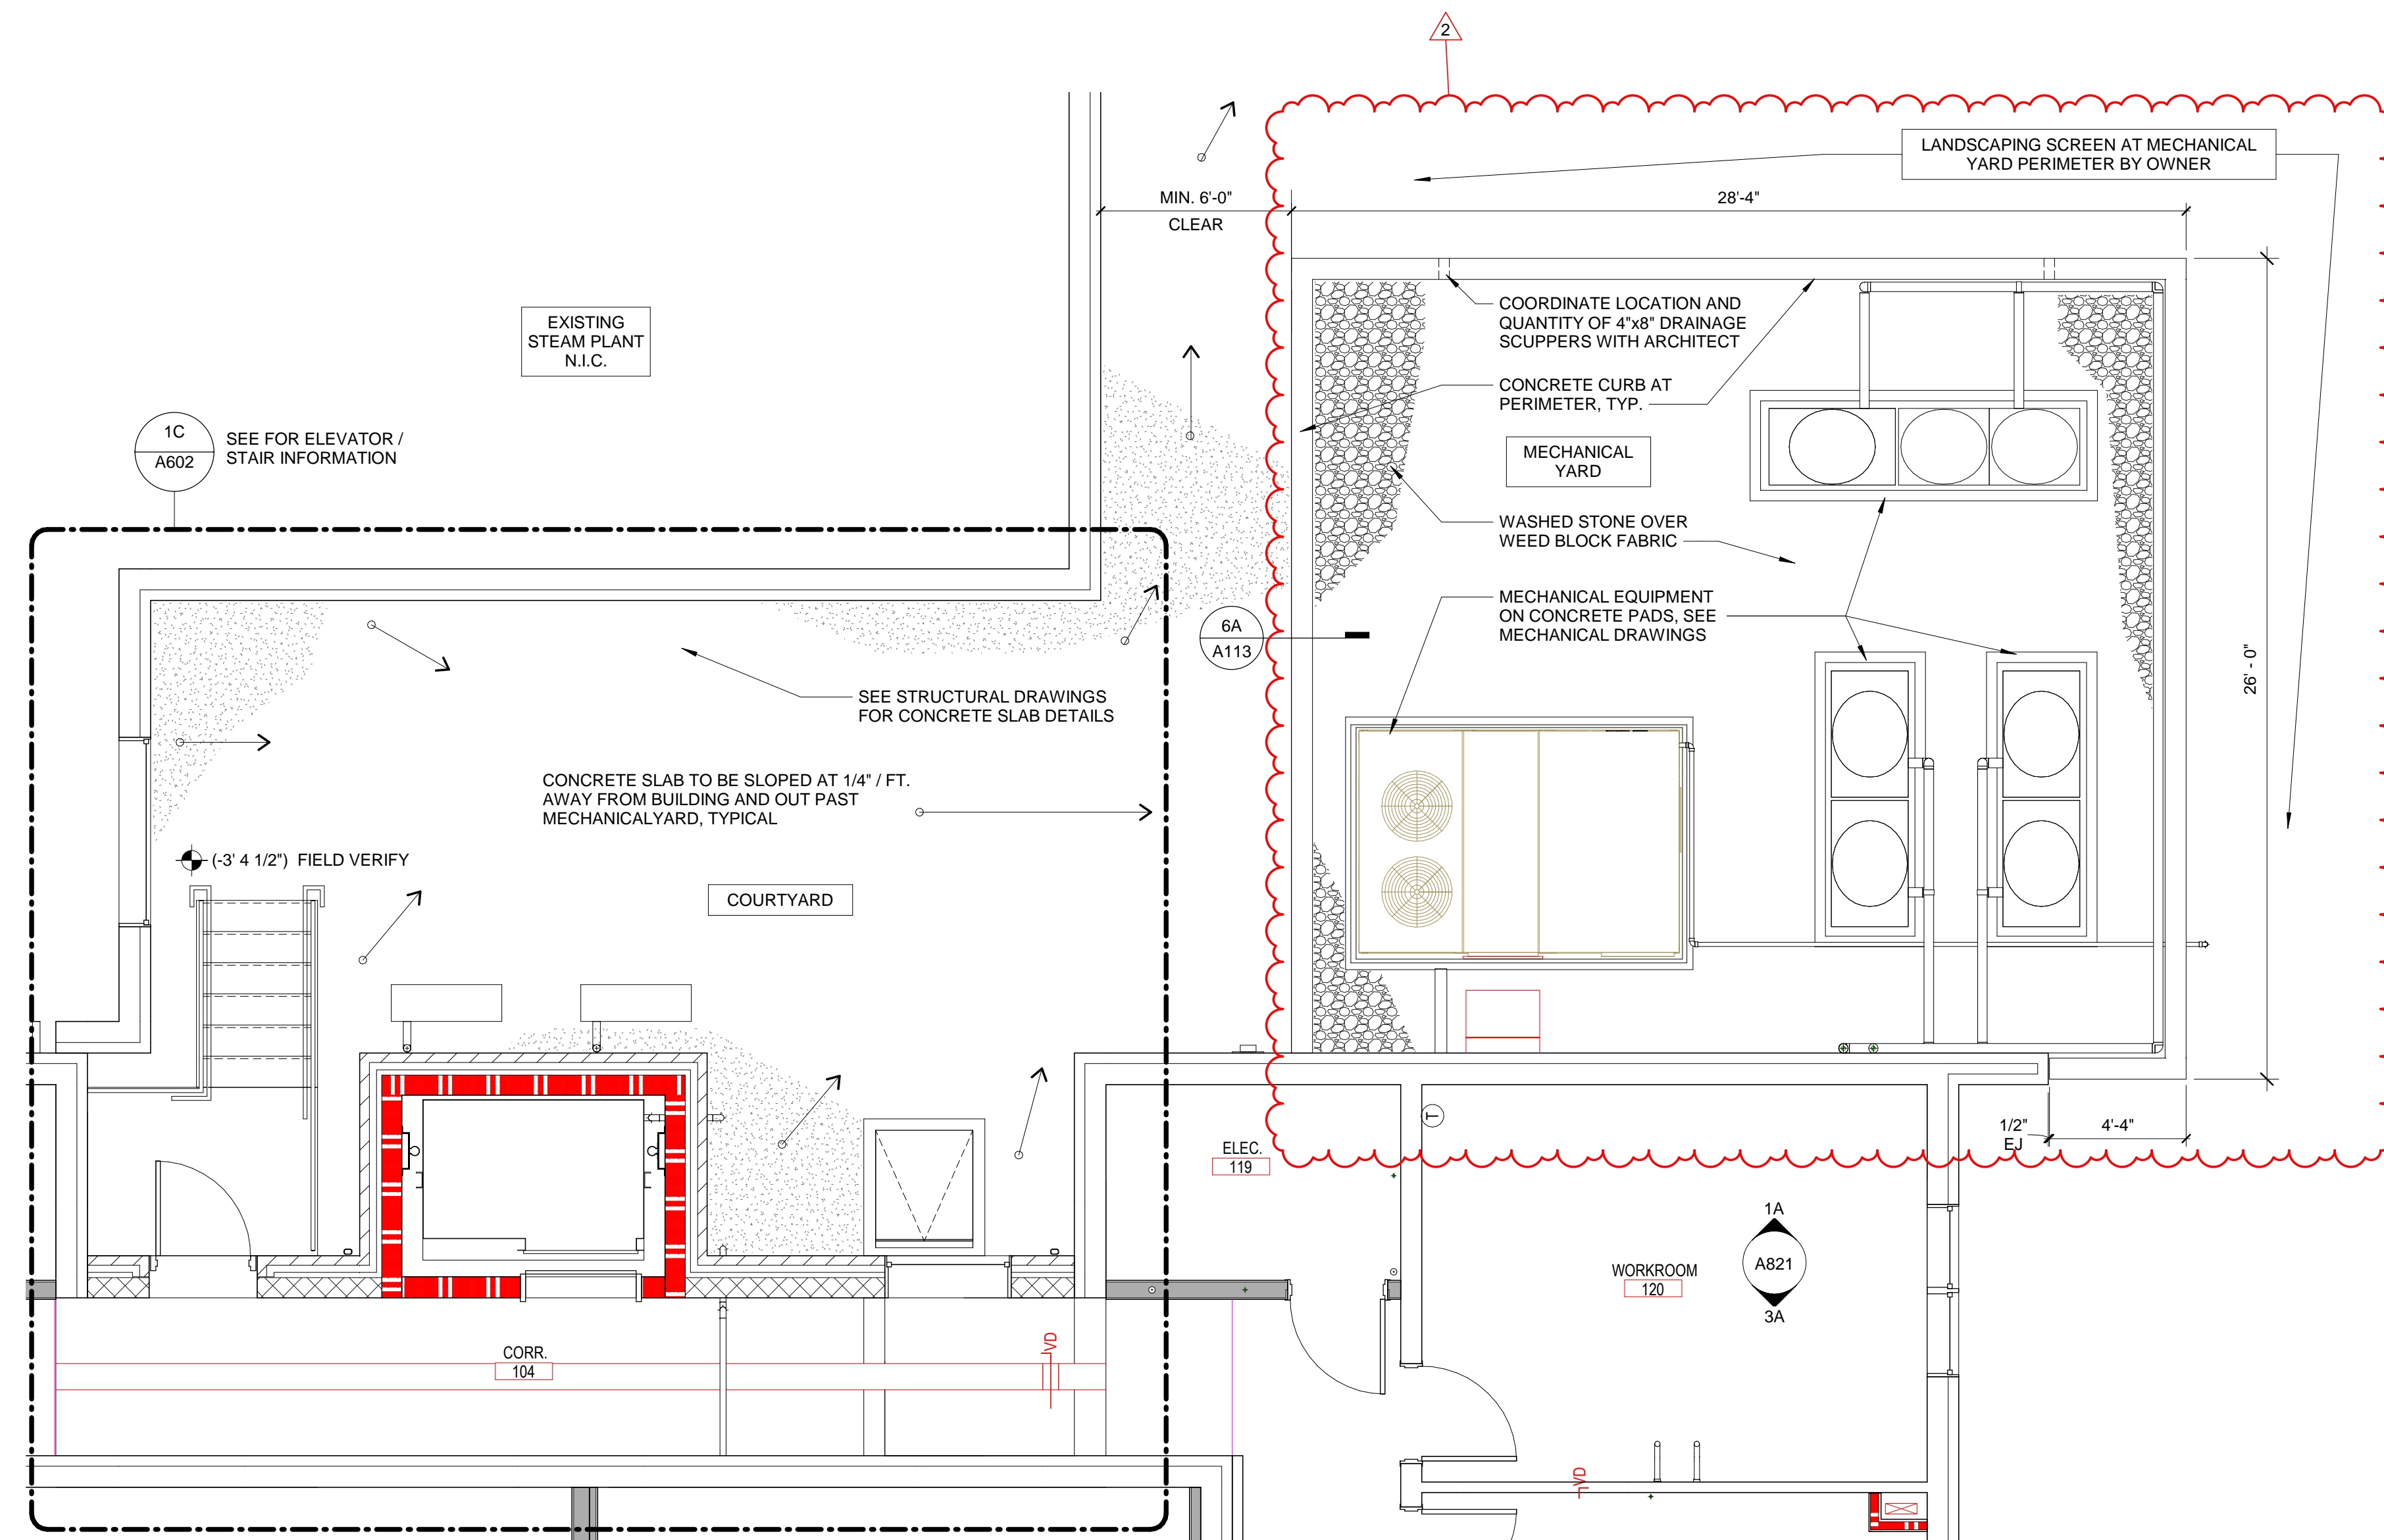 2
LANDSCAPING SCREEN AT MECHANICAL
YARD PERIMETER BY OWNER
MIN. 6'-0"
CLEAR
28'-4"
COORDINATE LOCATION AND
QUANTITY OF 4"x8" DRAINAGE
SCUPPERS WITH ARCHITECT
EXISTING
STEAM PLANT
N.I.C.
CONCRETE CURB AT
PERIMETER, TYP.
1C
A602
SEE FOR ELEVATOR /
STAIR INFORMATION
MECHANICAL
YARD
WASHED STONE OVER
WEED BLOCK FABRIC
MECHANICAL EQUIPMENT
ON CONCRETE PADS, SEE
MECHANICAL DRAWINGS
6A
A113
26' - 0"
SEE STRUCTURAL DRAWINGS
FOR CONCRETE SLAB DETAILS
CONCRETE SLAB TO BE SLOPED AT 1/4" / FT.
AWAY FROM BUILDING AND OUT PAST
MECHANICALYARD, TYPICAL
(-3' 4 1/2") FIELD VERIFY
COURTYARD
T
1/2"
EJ
4'-4"
ELEC.
119
1A
A821
3A
WORKROOM
120
CORR.
104
VD
VD